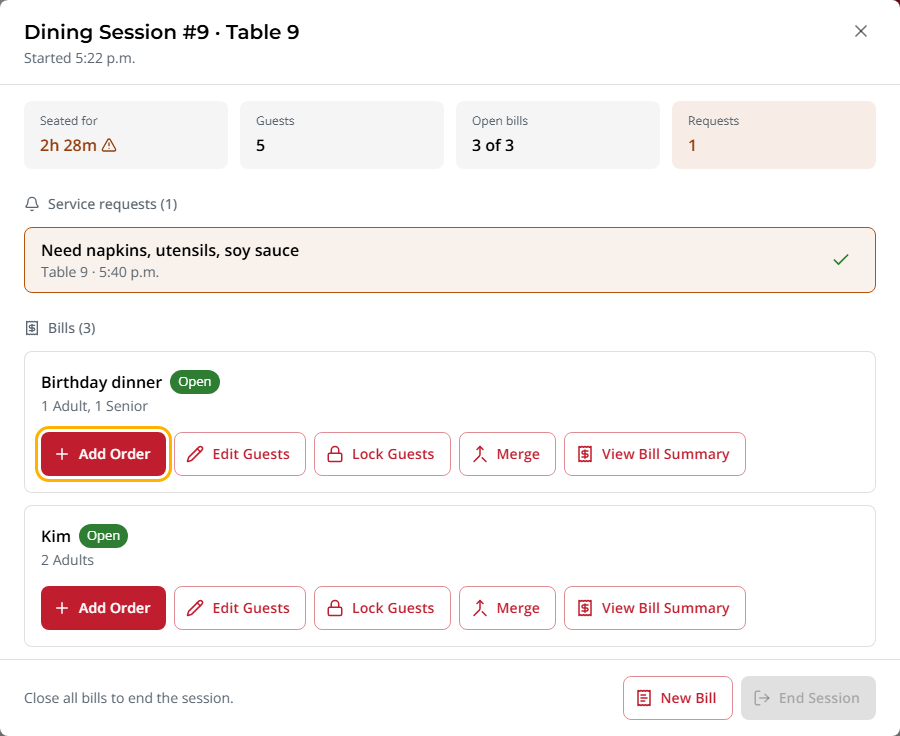 Dining Session #9 · Table 9
Started 5:22 p.m.
Seated for
2h 28m
Guests
5
Open bills
3 of 3
Requests
1
Service requests (1)
Need napkins, utensils, soy sauce
Table 9 · 5:40 p.m.
Bills (3)
Birthday dinner Open
1 Adult, 1 Senior
+ Add Order Edit Guests Lock Guests Merge View Bill Summary
Kim Open
2 Adults
+ Add Order Edit Guests Lock Guests Merge View Bill Summary
Close all bills to end the session. New Bill End Session